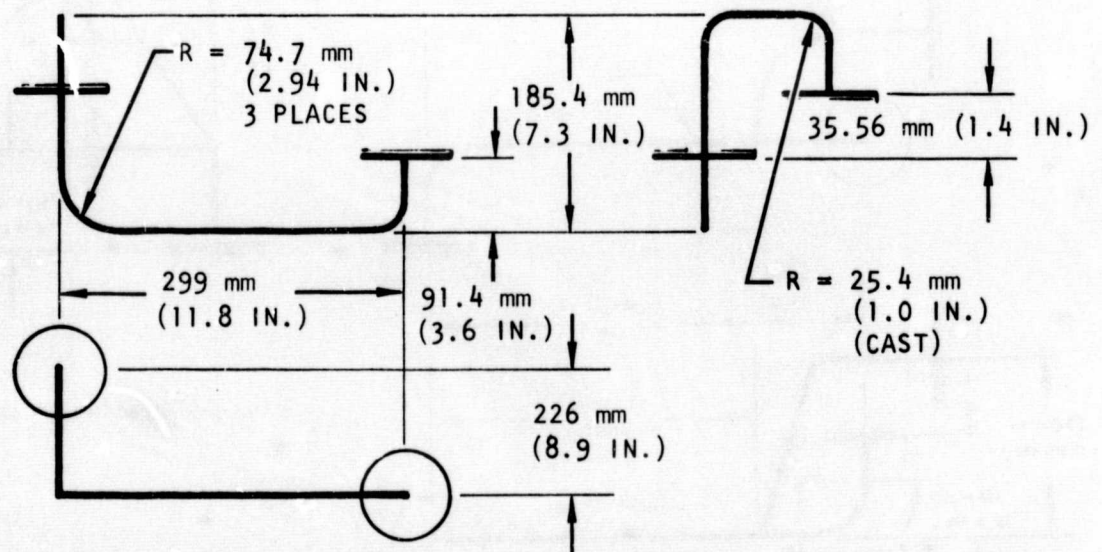 R = 74.7 mm
(2.94 IN.)
3 PLACES
185.4 mm
(7.3 IN.)
35.56 mm (1.4 IN.)
299 mm
(11.8 IN.)
91.4 mm
(3.6 IN.)
R = 25.4 mm
(1.0 IN.)
(CAST)
226 mm
(8.9 IN.)